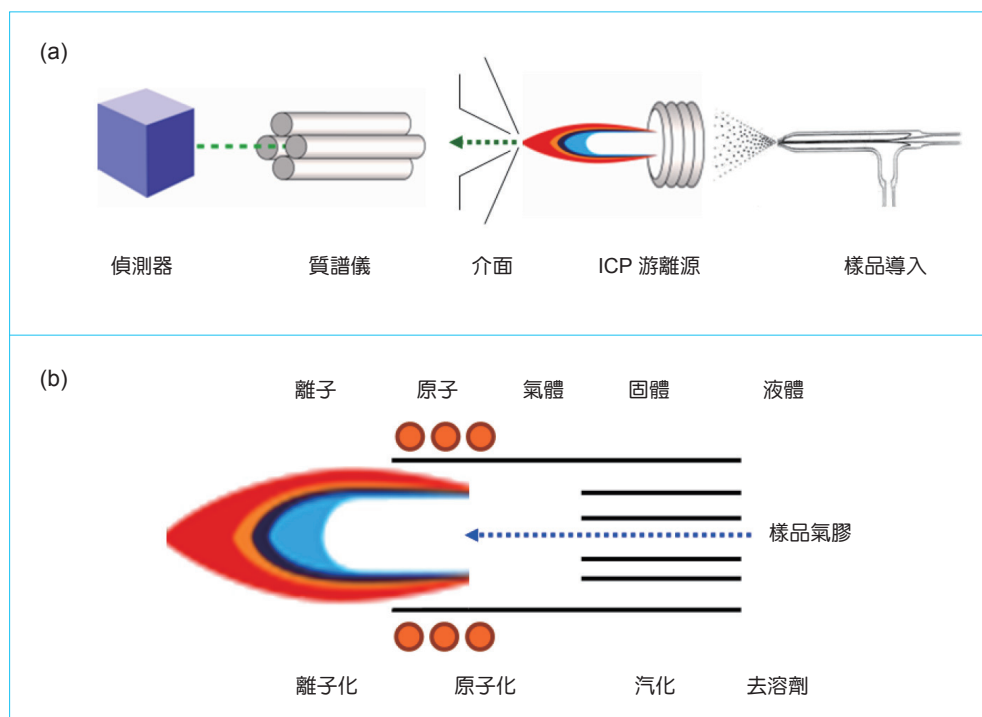 (a)
偵測器 質譜儀 介面 ICP 游離源 樣品導入
(b)
離子 原子 氣體 固體 液體
樣品氣膠
離子化 原子化 汽化 去溶劑